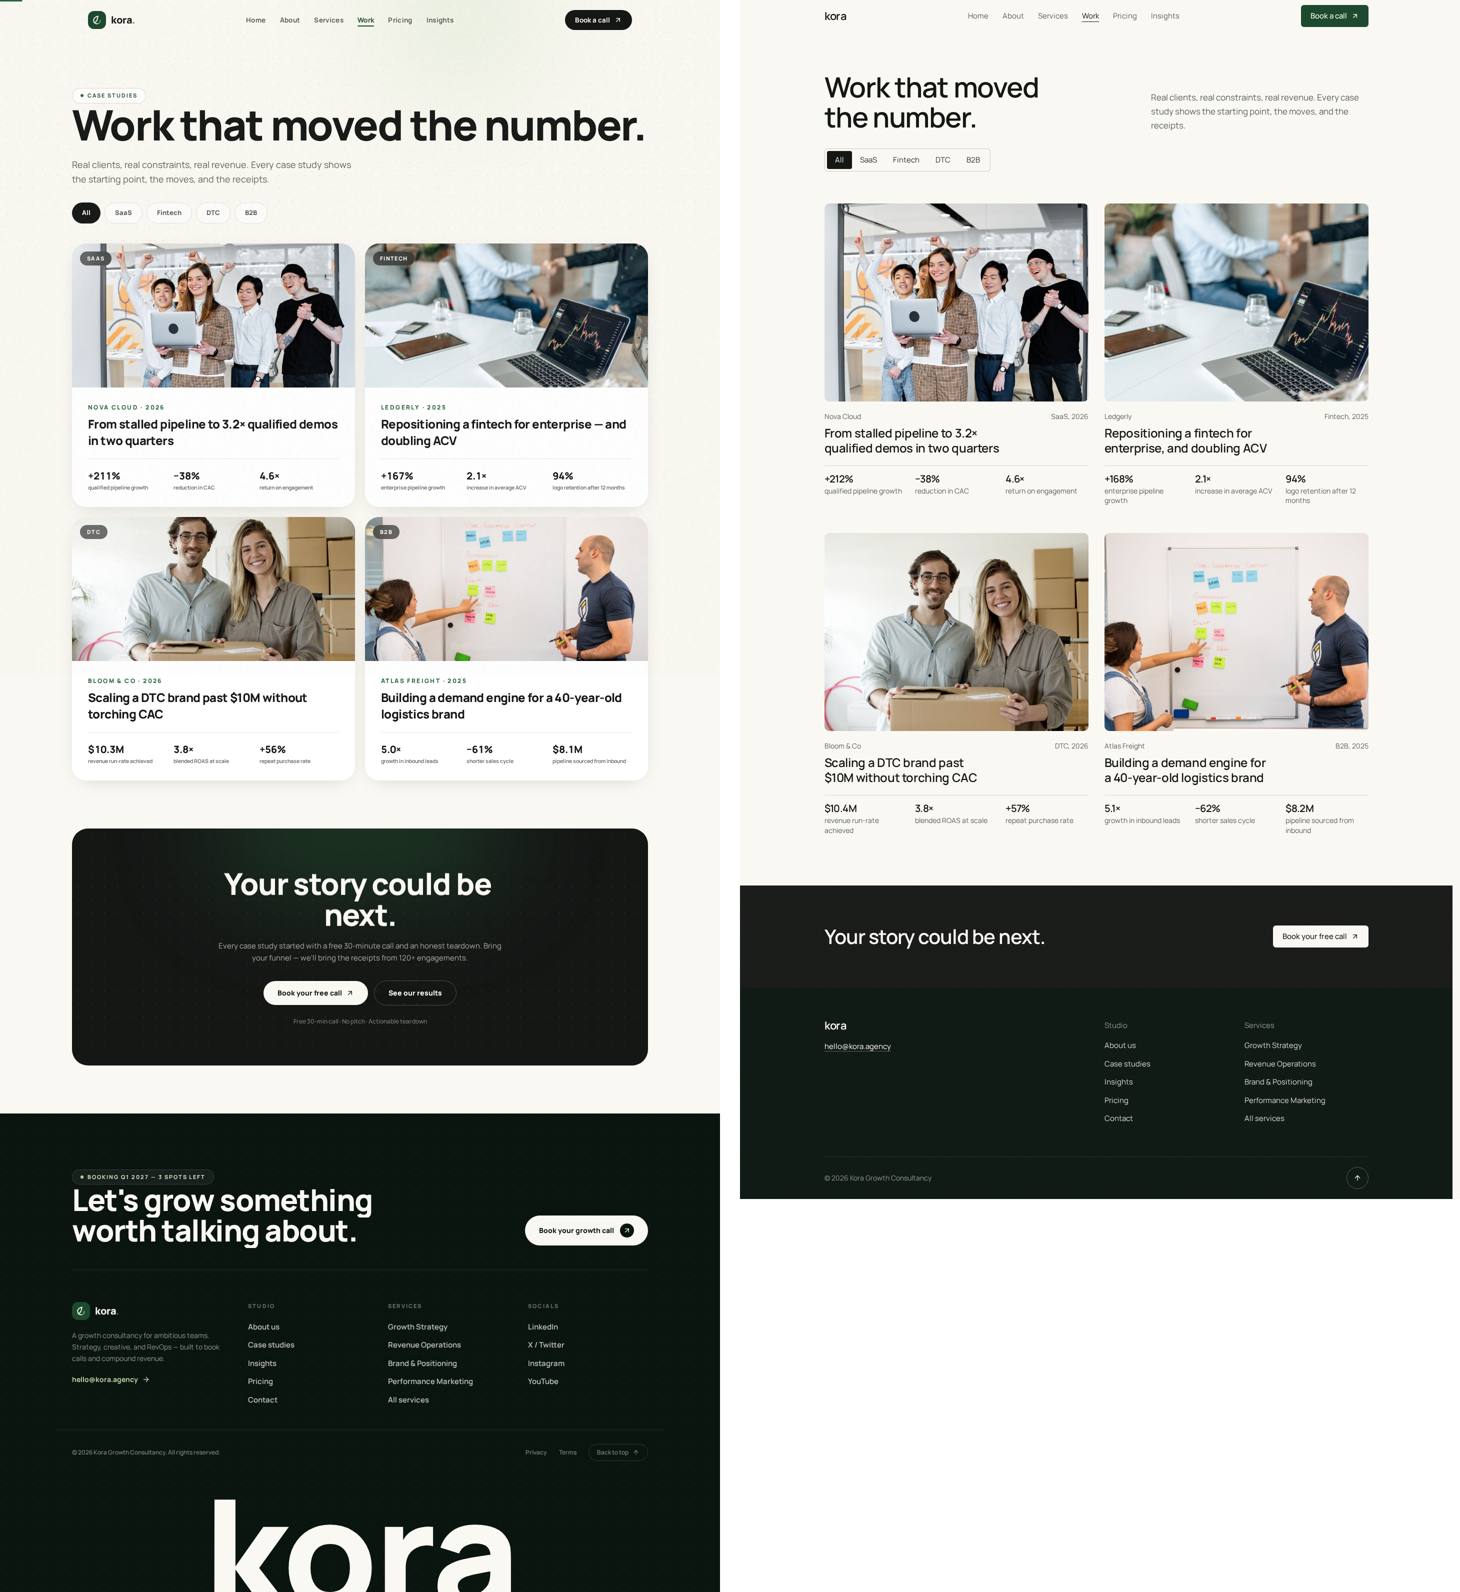 kora.
Home About Services Work Pricing Insights
Book a call
CASE STUDIES
Work that moved the number.
Real clients, real constraints, real revenue. Every case study shows
the starting point, the moves, and the receipts.
All SaaS Fintech DTC B2B
SAAS
NOVA CLOUD · 2026
From stalled pipeline to 3.2× qualified demos
in two quarters
+211% −38% 4.6×
qualified pipeline growth reduction in CAC return on engagement
FINTECH
LEDGERLY · 2025
Repositioning a fintech for enterprise — and
doubling ACV
+167% 2.1× 94%
enterprise pipeline growth increase in average ACV logo retention after 12 months
DTC
BLOOM & CO · 2026
Scaling a DTC brand past $10M without
torching CAC
$10.3M 3.8× +56%
revenue run-rate achieved blended ROAS at scale repeat purchase rate
B2B
ATLAS FREIGHT · 2025
Building a demand engine for a 40-year-old
logistics brand
5.0× −61% $8.1M
growth in inbound leads shorter sales cycle pipeline sourced from inbound
Your story could be
next.
Every case study started with a free 30-minute call and an honest teardown. Bring
your funnel — we'll bring the receipts from 120+ engagements.
Book your free call See our results
Free 30-min call · No pitch · Actionable teardown
BOOKING Q1 2027 — 3 SPOTS LEFT
Let's grow something
worth talking about.
Book your growth call
kora.
A growth consultancy for ambitious teams.
Strategy, creative, and RevOps — built to book
calls and compound revenue.
hello@kora.agency
STUDIO
About us
Case studies
Insights
Pricing
Contact
SERVICES
Growth Strategy
Revenue Operations
Brand & Positioning
Performance Marketing
All services
SOCIALS
LinkedIn
X / Twitter
Instagram
YouTube
© 2026 Kora Growth Consultancy. All rights reserved.
Privacy Terms Back to top
kora
kora
Home About Services Work Pricing Insights
Book a call
Work that moved
the number.
Real clients, real constraints, real revenue. Every case
study shows the starting point, the moves, and the
receipts.
All SaaS Fintech DTC B2B
Nova Cloud SaaS, 2026
From stalled pipeline to 3.2×
qualified demos in two quarters
+212% −38% 4.6×
qualified pipeline growth reduction in CAC return on engagement
Ledgerly Fintech, 2025
Repositioning a fintech for
enterprise, and doubling ACV
+168% 2.1× 94%
enterprise pipeline increase in average ACV logo retention after 12
growth months
Bloom & Co DTC, 2026
Scaling a DTC brand past
$10M without torching CAC
$10.4M 3.8× +57%
revenue run-rate blended ROAS at scale repeat purchase rate
achieved
Atlas Freight B2B, 2025
Building a demand engine for
a 40-year-old logistics brand
5.1× −62% $8.2M
growth in inbound leads shorter sales cycle pipeline sourced from
inbound
Your story could be next.
Book your free call
kora
hello@kora.agency
Studio
About us
Case studies
Insights
Pricing
Contact
Services
Growth Strategy
Revenue Operations
Brand & Positioning
Performance Marketing
All services
© 2026 Kora Growth Consultancy